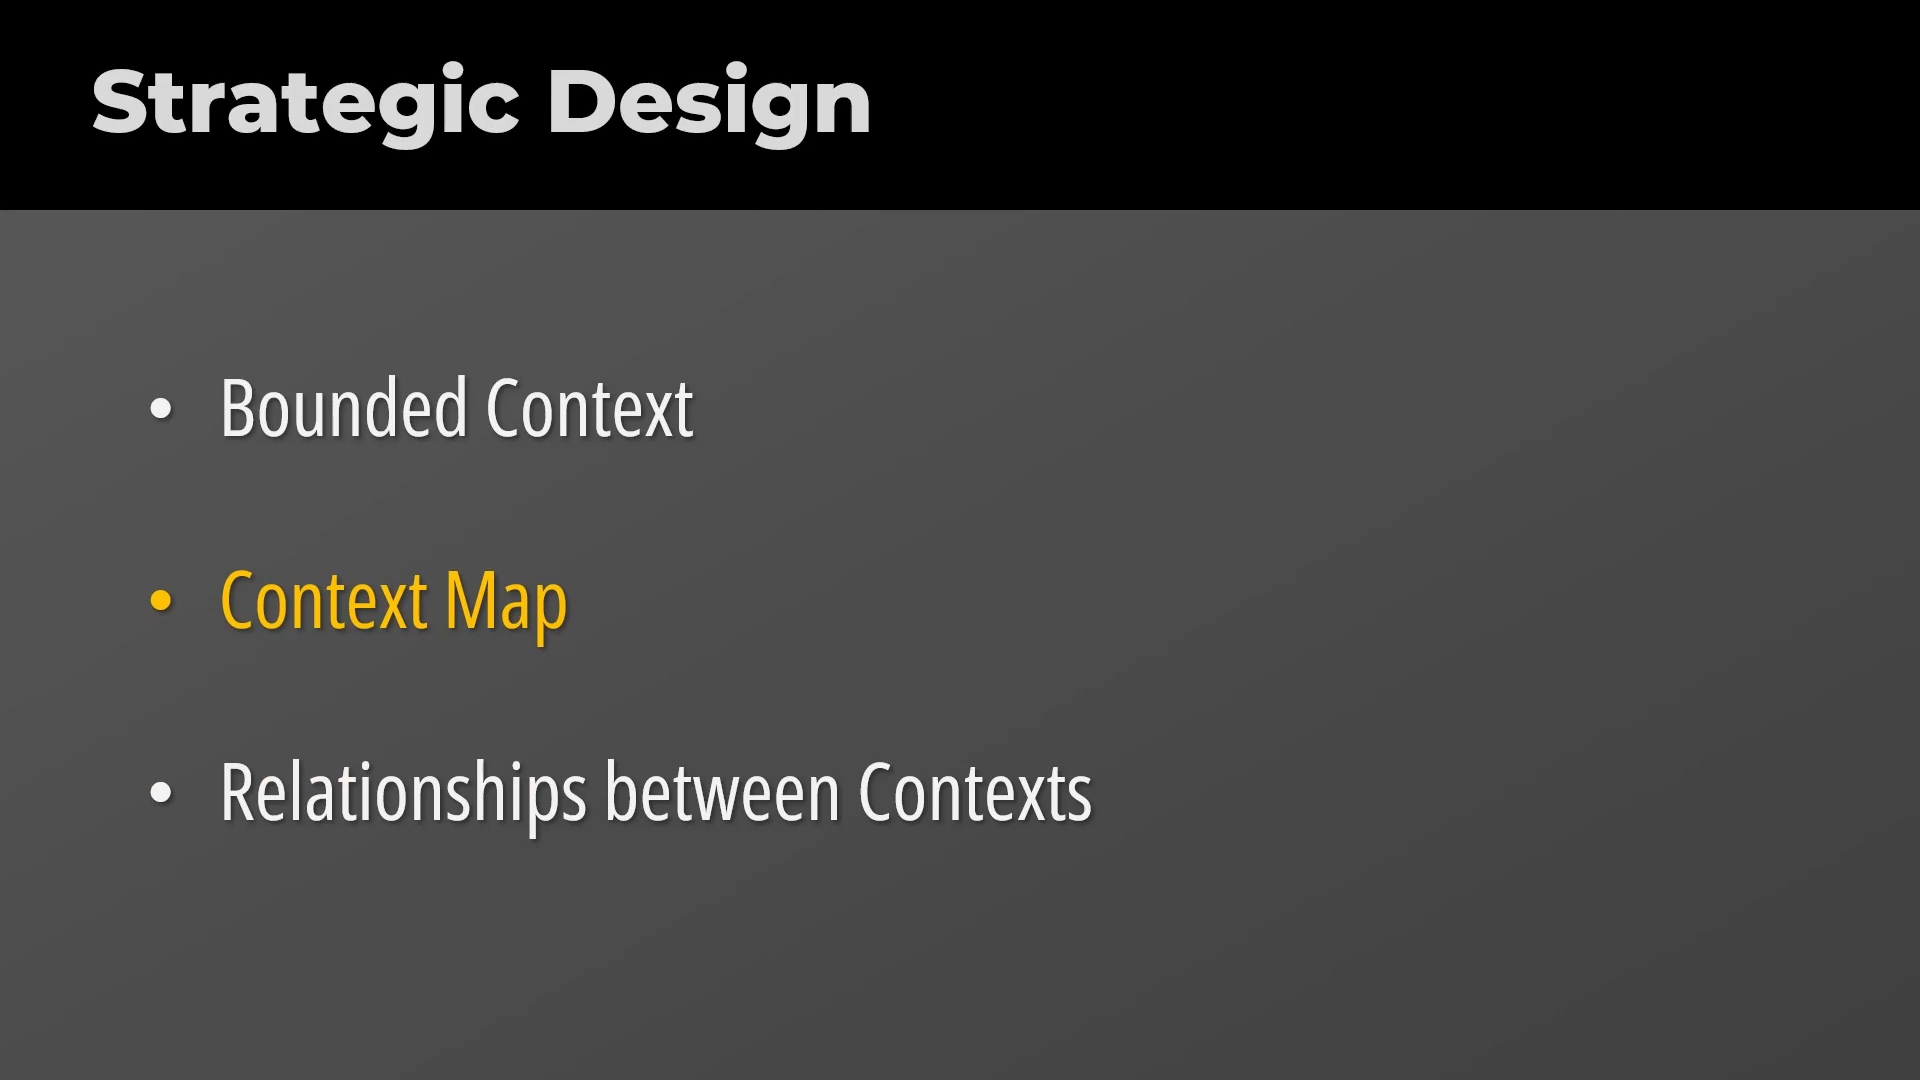 Strategic Design
• Bounded Context
• Context Map
• Relationships between Contexts